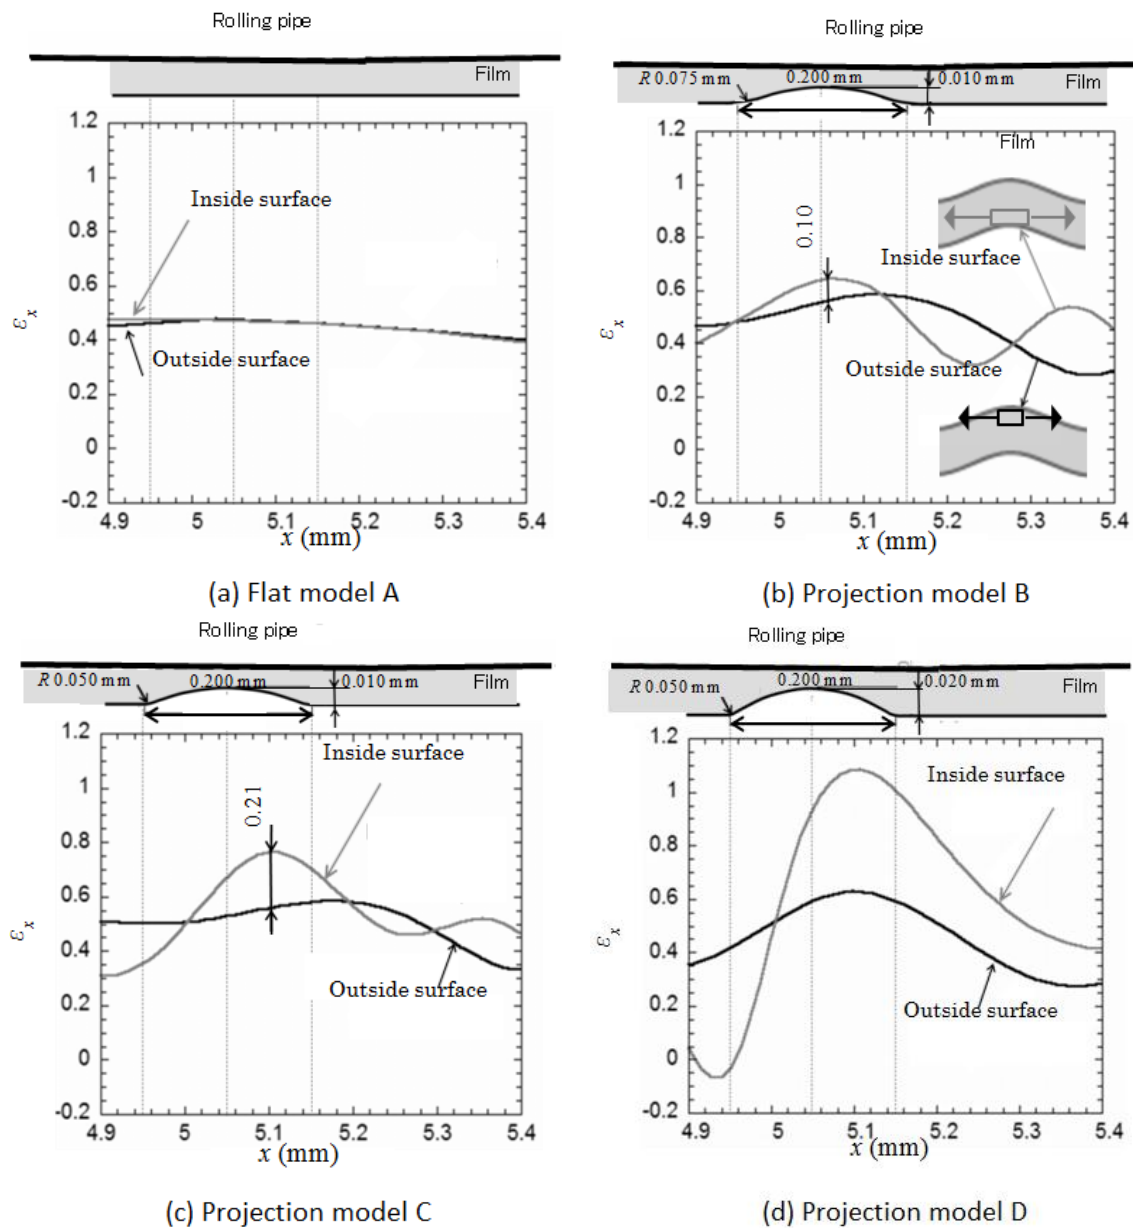 Rolling pipe
Film
1.2
1
0.8
0.6
0.4
0.2
0
-0.2
εx
Inside surface
Outside surface
4.9
5
5.1
5.2
5.3
5.4
x (mm)
(a) Flat model A
Rolling pipe
R 0.075 mm
0.200 mm
0.010 mm
Film
Film
1.2
1
0.8
0.6
0.4
0.2
0
-0.2
εx
0.10
Inside surface
Outside surface
4.9
5
5.1
5.2
5.3
5.4
x (mm)
(b) Projection model B
Rolling pipe
R 0.050 mm
0.200 mm
0.010 mm
Film
1.2
1
0.8
0.6
0.4
0.2
0
-0.2
εx
0.21
Inside surface
Outside surface
4.9
5
5.1
5.2
5.3
5.4
x (mm)
(c) Projection model C
Rolling pipe
R 0.050 mm
0.200 mm
0.020 mm
Film
1.2
1
0.8
0.6
0.4
0.2
0
-0.2
εx
Inside surface
Outside surface
4.9
5
5.1
5.2
5.3
5.4
x (mm)
(d) Projection model D